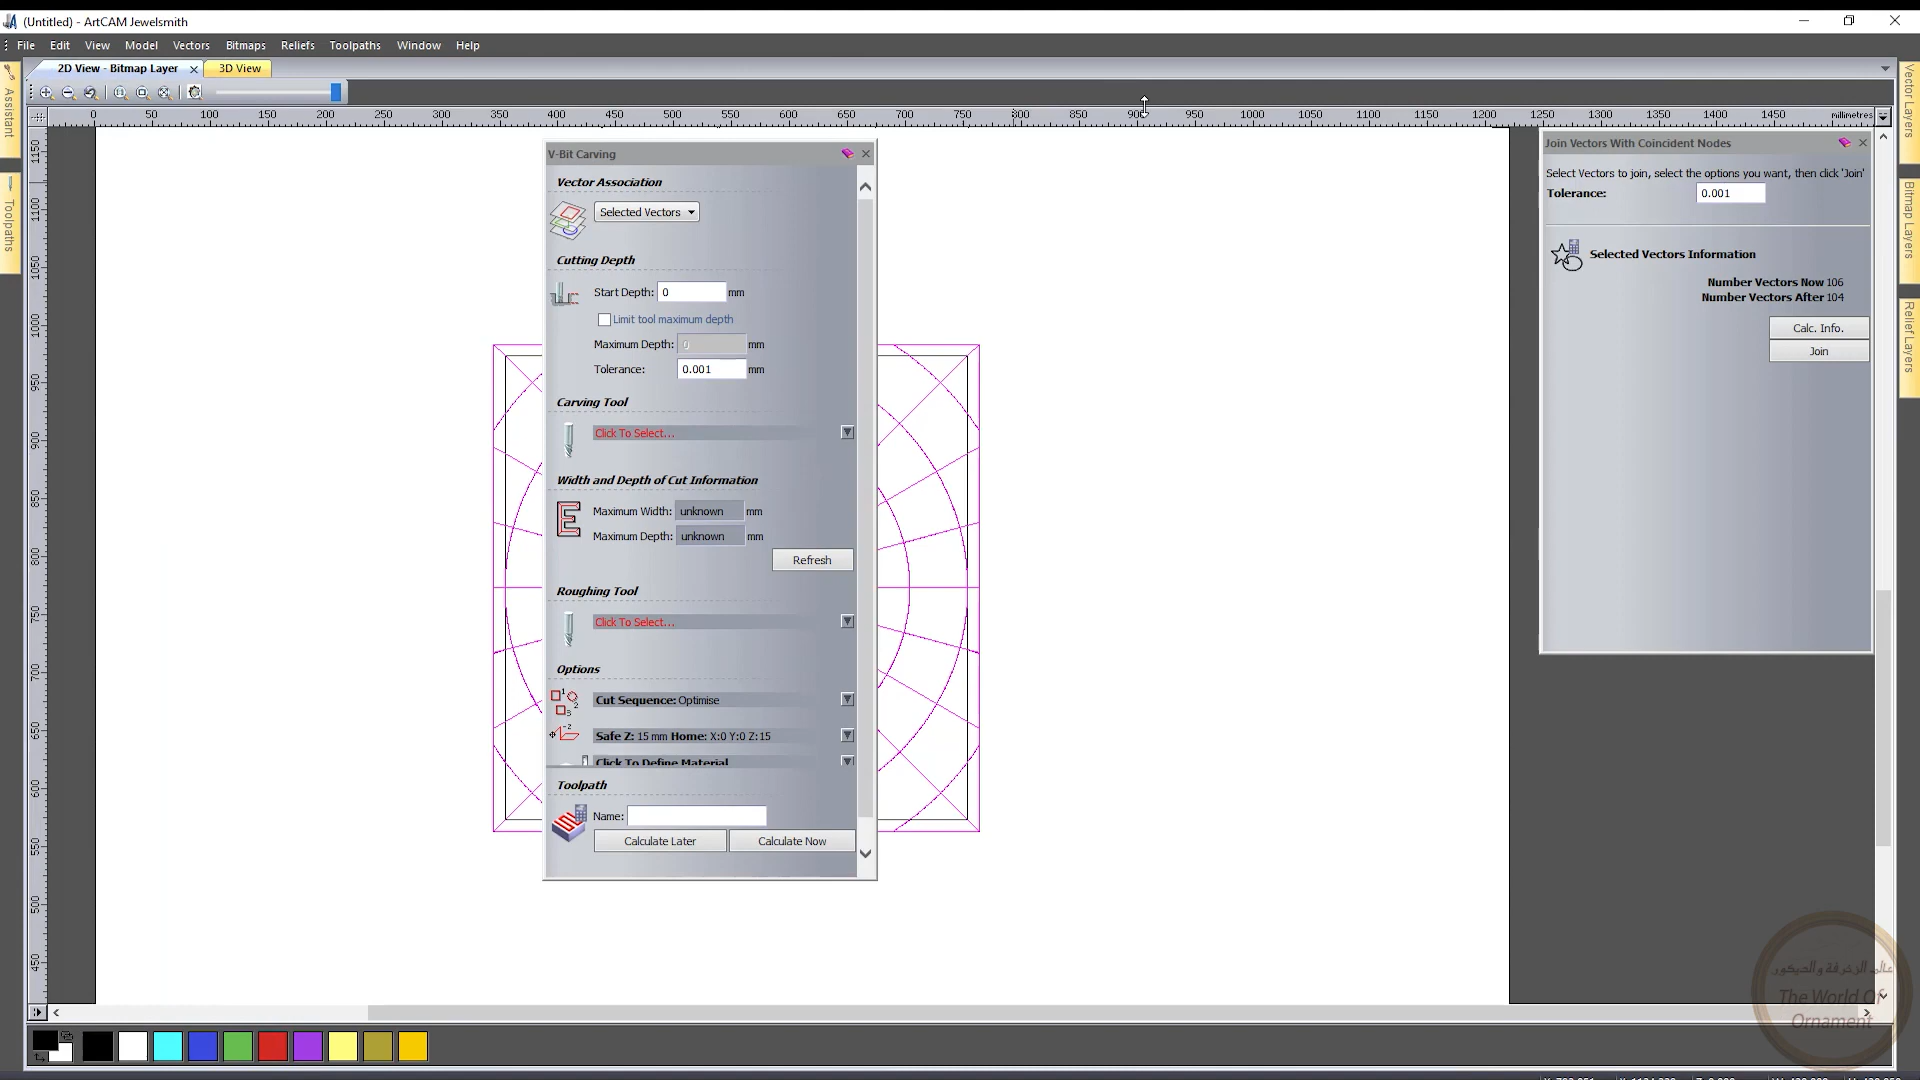 (Untitled) - ArtCAM Jewelsmith
File Edit View Model Vectors Bitmaps Reliefs Toolpaths Window Help
2D View - Bitmap Layer
3D View
0 50 100 150 200 250 300 350 400 450 500 550 600 650 700 750 800 850 900 950 1000 1050 1100 1150 1200 1250 1300 1350 1400 1450 millimetres
Assistant
Toolpaths
1150
1100
1050
1000
950
900
850
800
750
700
650
600
550
500
450
V-Bit Carving
Vector Association
Selected Vectors
Cutting Depth
Start Depth: 0 mm
Limit tool maximum depth
Maximum Depth: 0 mm
Tolerance: 0.001 mm
Carving Tool
Click To Select...
Width and Depth of Cut Information
Maximum Width: unknown mm
Maximum Depth: unknown mm
Refresh
Roughing Tool
Click To Select...
Options
Cut Sequence: Optimise
Safe Z: 15 mm Home: X:0 Y:0 Z:15
Click To Define Material
Toolpath
Name:
Calculate Later
Calculate Now
Join Vectors With Coincident Nodes
Select Vectors to join, select the options you want, then click 'Join'
Tolerance: 0.001
Selected Vectors Information
Number Vectors Now 106
Number Vectors After 104
Calc. Info.
Join
Vector Layers
Bitmap Layers
Relief Layers
عالم الزخرفة والديكور
The World Of
Ornament